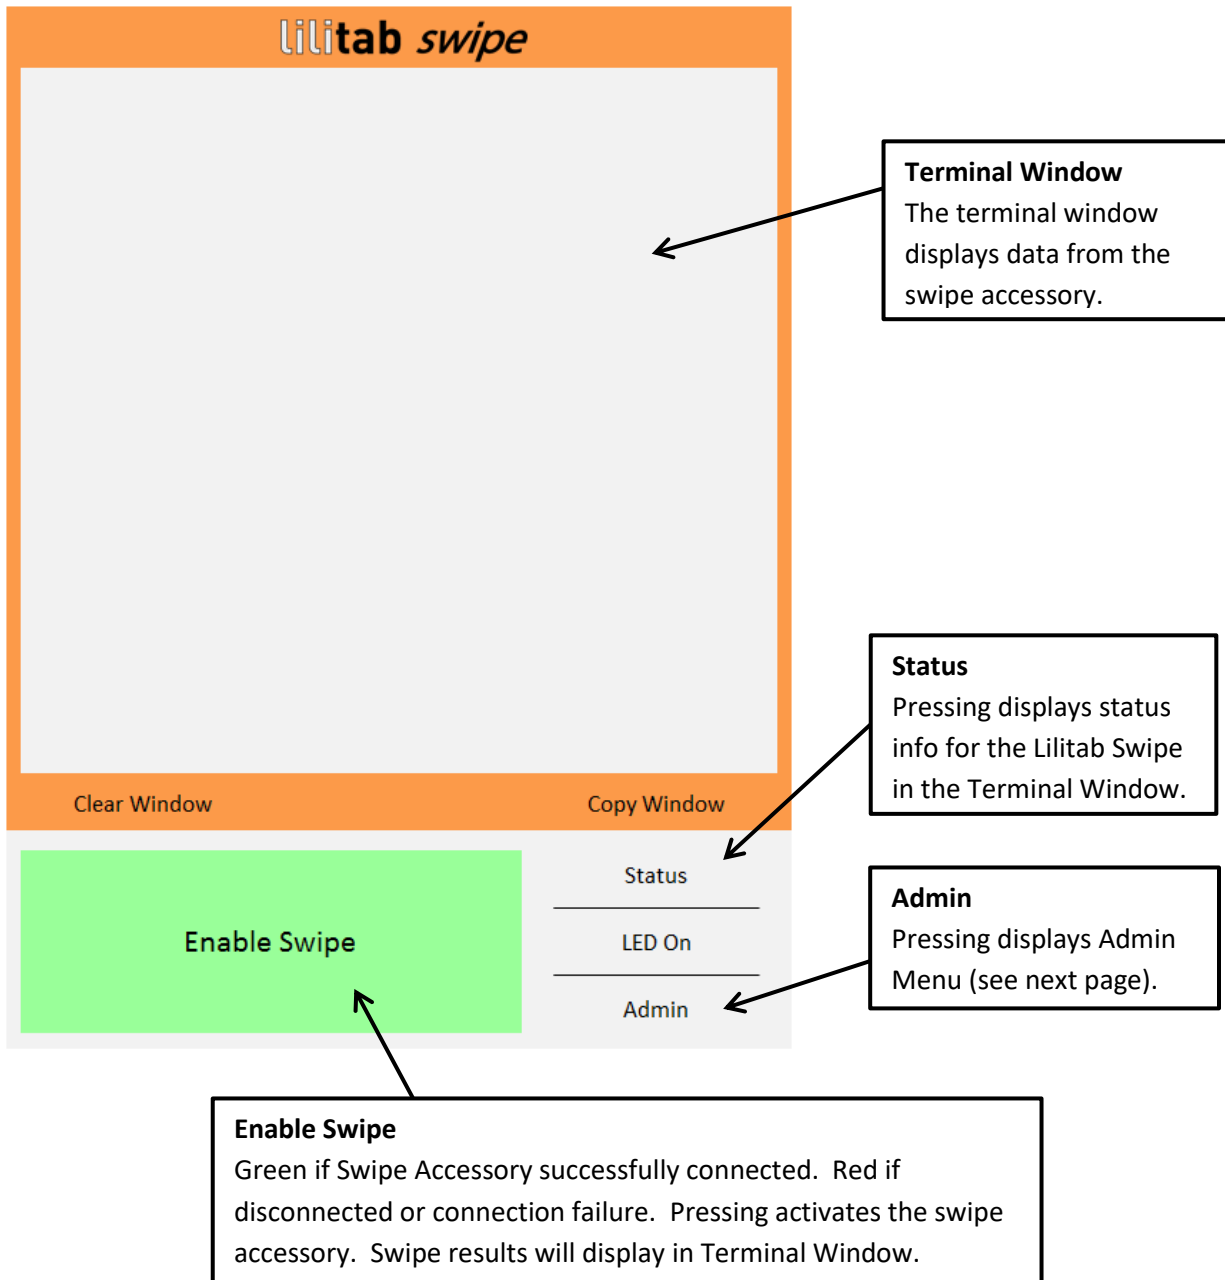 lilitab swipe
Terminal Window
The terminal window
displays data from the
swipe accessory.
Status
Pressing displays status
info for the Lilitab Swipe
in the Terminal Window.
Clear Window
Copy Window
Status
Enable Swipe
LED On
Admin
Admin
Pressing displays Admin
Menu (see next page).
Enable Swipe
Green if Swipe Accessory successfully connected.  Red if
disconnected or connection failure.  Pressing activates the swipe
accessory.  Swipe results will display in Terminal Window.